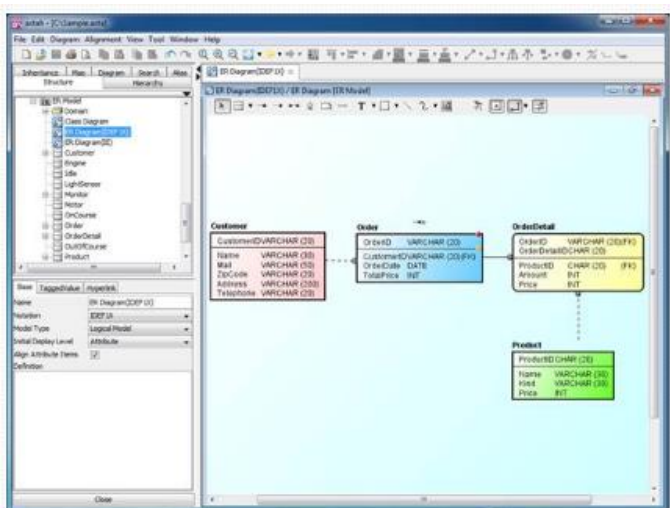 astah - [C:\Sample.asta]
File Edit Diagram Alignment View Tool Window Help
Inheritance Map Diagram Search Alias
Structure Hierarchy
ER Model
Domain
Class Diagram
ER Diagram(IDEF1X)
ER Diagram(IE)
Customer
Engine
Idle
LightSensor
Monitor
Motor
OnCourse
Order
OrderDetail
OutOfCourse
Product
Base TaggedValue Hyperlink
Name ER Diagram(IDEF1X)
Notation IDEF1X
Model Type Logical Model
Initial Display Level Attribute
Align Attribute Items
Definition
Close
ER Diagram(IDEF1X)
ER Diagram(IDEF1X) / ER Diagram [ER Model]
Customer
CustomerID VARCHAR (20)
Name VARCHAR (30)
Mail VARCHAR (50)
ZipCode VARCHAR (20)
Address VARCHAR (200)
Telephone VARCHAR (20)
Order
OrderID VARCHAR (20)
CustomerID VARCHAR (20)(FK)
OrderDate DATE
TotalPrice INT
OrderDetail
OrderID VARCHAR (20)(FK)
OrderDetailID CHAR (20)
ProductID CHAR (20) (FK)
Amount INT
Price INT
Product
ProductID CHAR (20)
Name VARCHAR (30)
Kind VARCHAR (30)
Price INT